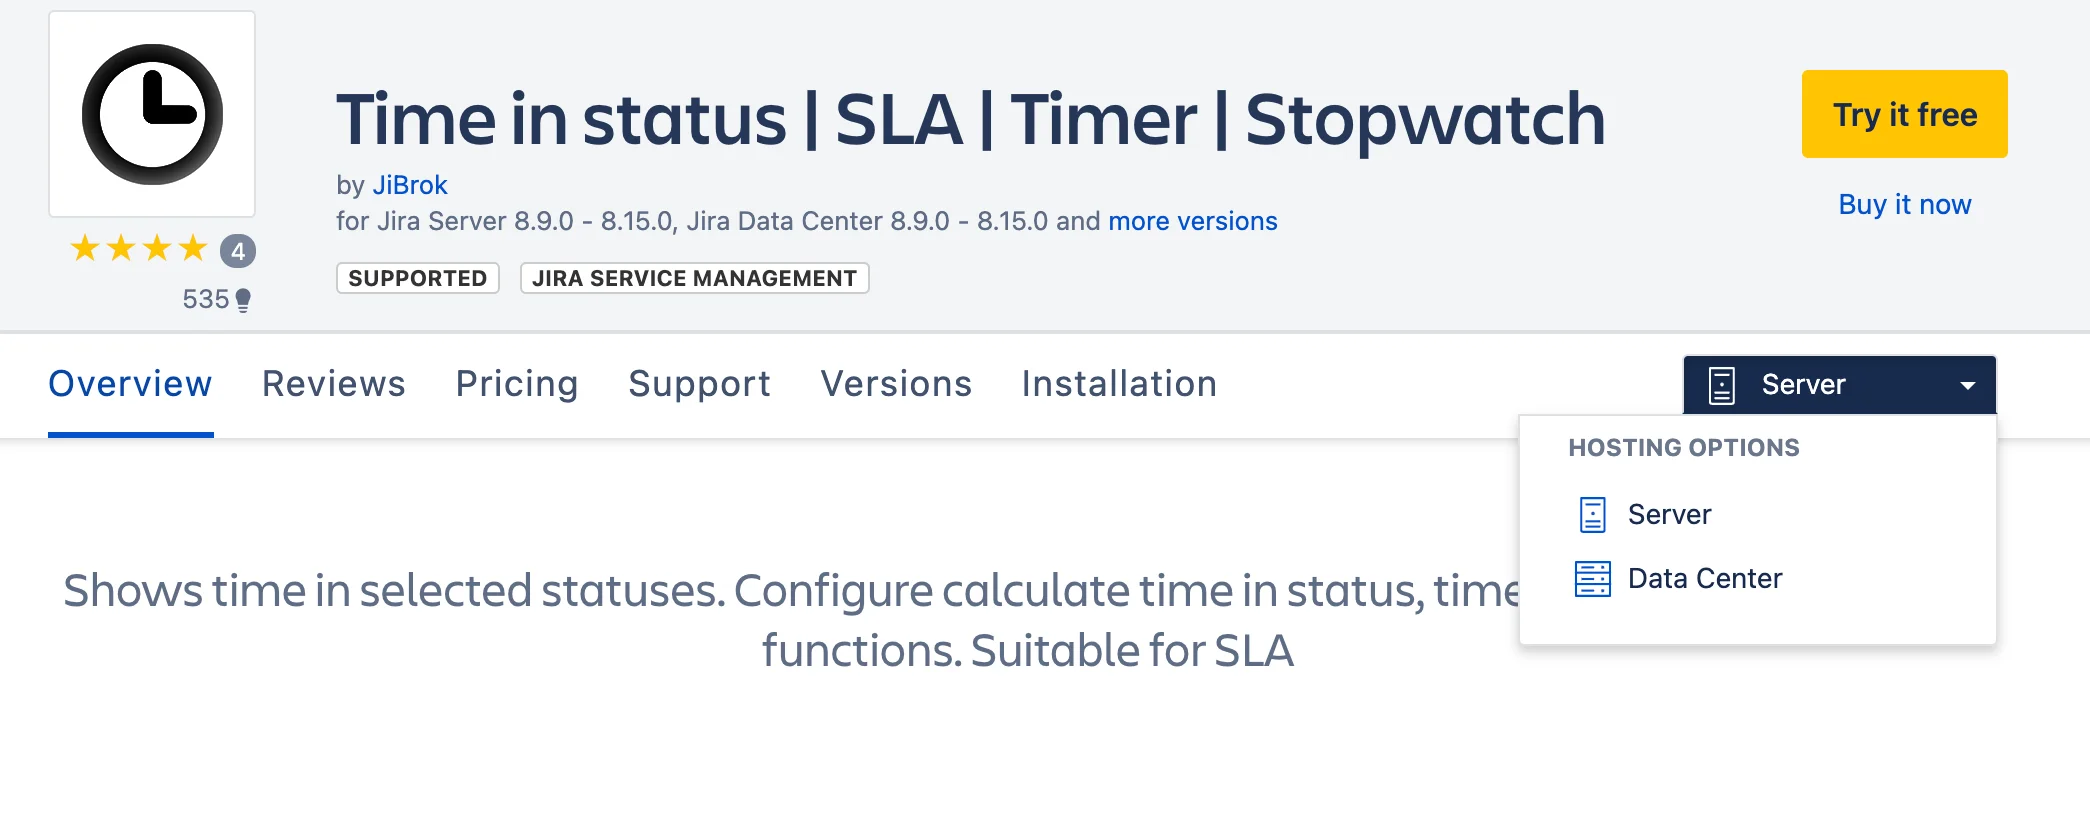 Time in status | SLA | Timer | Stopwatch
by JiBrok
for Jira Server 8.9.0 - 8.15.0, Jira Data Center 8.9.0 - 8.15.0 and more versions
SUPPORTED JIRA SERVICE MANAGEMENT
4
535
Try it free
Buy it now
Overview Reviews Pricing Support Versions Installation
Server
HOSTING OPTIONS
Server
Data Center
Shows time in selected statuses. Configure calculate time in status, time
functions. Suitable for SLA